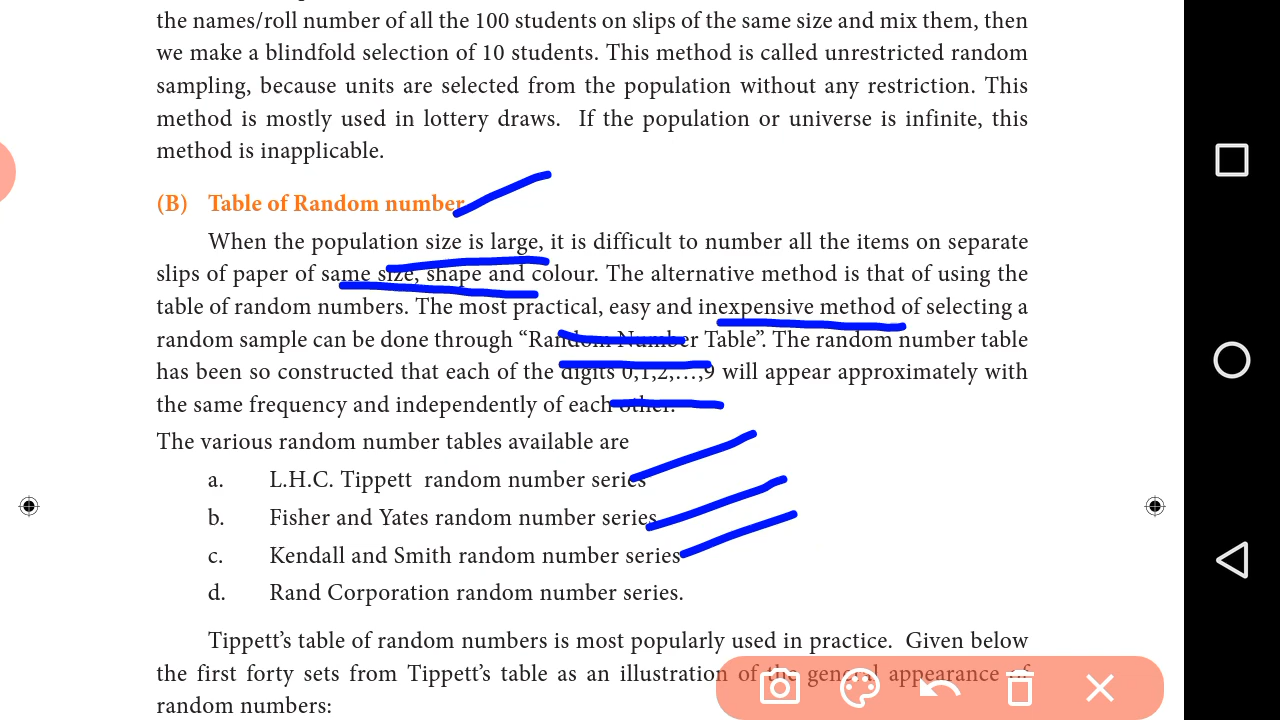 the names/roll number of all the 100 students on slips of the same size and mix them, then
we make a blindfold selection of 10 students. This method is called unrestricted random
sampling, because units are selected from the population without any restriction. This
method is mostly used in lottery draws. If the population or universe is infinite, this
method is inapplicable.
(B) Table of Random number
When the population size is large, it is difficult to number all the items on separate
slips of paper of same size, shape and colour. The alternative method is that of using the
table of random numbers. The most practical, easy and inexpensive method of selecting a
random sample can be done through “Random Number Table”. The random number table
has been so constructed that each of the digits 0,1,2,…,9 will appear approximately with
the same frequency and independently of each other.
The various random number tables available are
a. L.H.C. Tippett random number series
b. Fisher and Yates random number series
c. Kendall and Smith random number series
d. Rand Corporation random number series.
Tippett’s table of random numbers is most popularly used in practice. Given below
the first forty sets from Tippett’s table as an illustration of the general appearance of
random numbers: